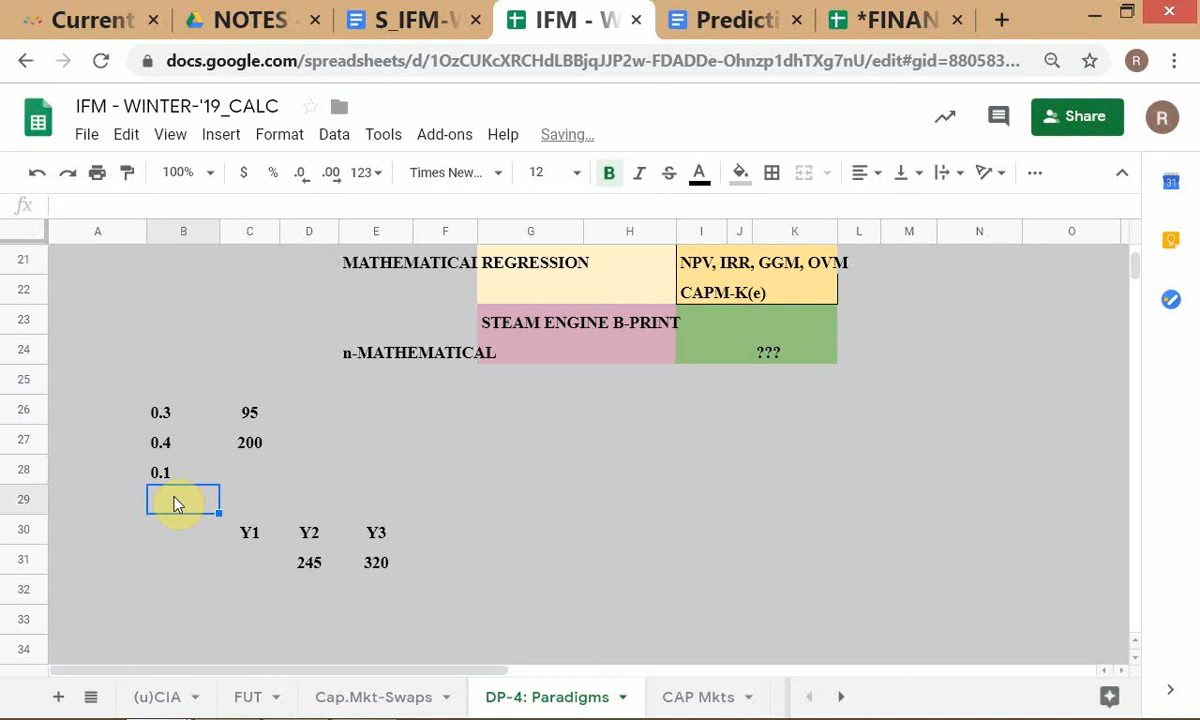 Current
NOTES
S_IFM-W
IFM - W
Predicti
*FINAN
docs.google.com/spreadsheets/d/1OzCUKcXRCHdLBBjqJJP2w-FDADDe-Ohnzp1dhTXg7nU/edit#gid=880583...
R
IFM - WINTER-'19_CALC
File Edit View Insert Format Data Tools Add-ons Help Saving...
Share
R
100% $ % .0 .00 123 Times New... 12 B I S A
31
fx
A B C D E F G H I J K L M N O
21 MATHEMATICAL REGRESSION NPV, IRR, GGM, OVM
22 CAPM-K(e)
23 STEAM ENGINE B-PRINT
24 n-MATHEMATICAL ???
25
26 0.3 95
27 0.4 200
28 0.1
29
30 Y1 Y2 Y3
31 245 320
32
33
34
(u)CIA FUT Cap.Mkt-Swaps DP-4: Paradigms CAP Mkts